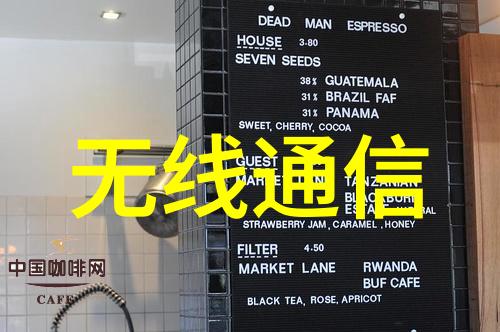 DEAD MAN ESPRESSO
HOUSE 3-80
SEVEN SEEDS
38% GUATEMALA
31% BRAZIL FAF
31% PANAMA
SWEET, CHERRY, COCOA
无线通信
GUEST
TANZANIAN
BLACKBURN
ESTATE
STRAWBERRY JAM, CARAMEL, HONEY
FILTER 4.50
MARKET LANE RWANDA
BUF CAFE
BLACK TEA, ROSE, APRICOT
中国咖啡网
CAFE